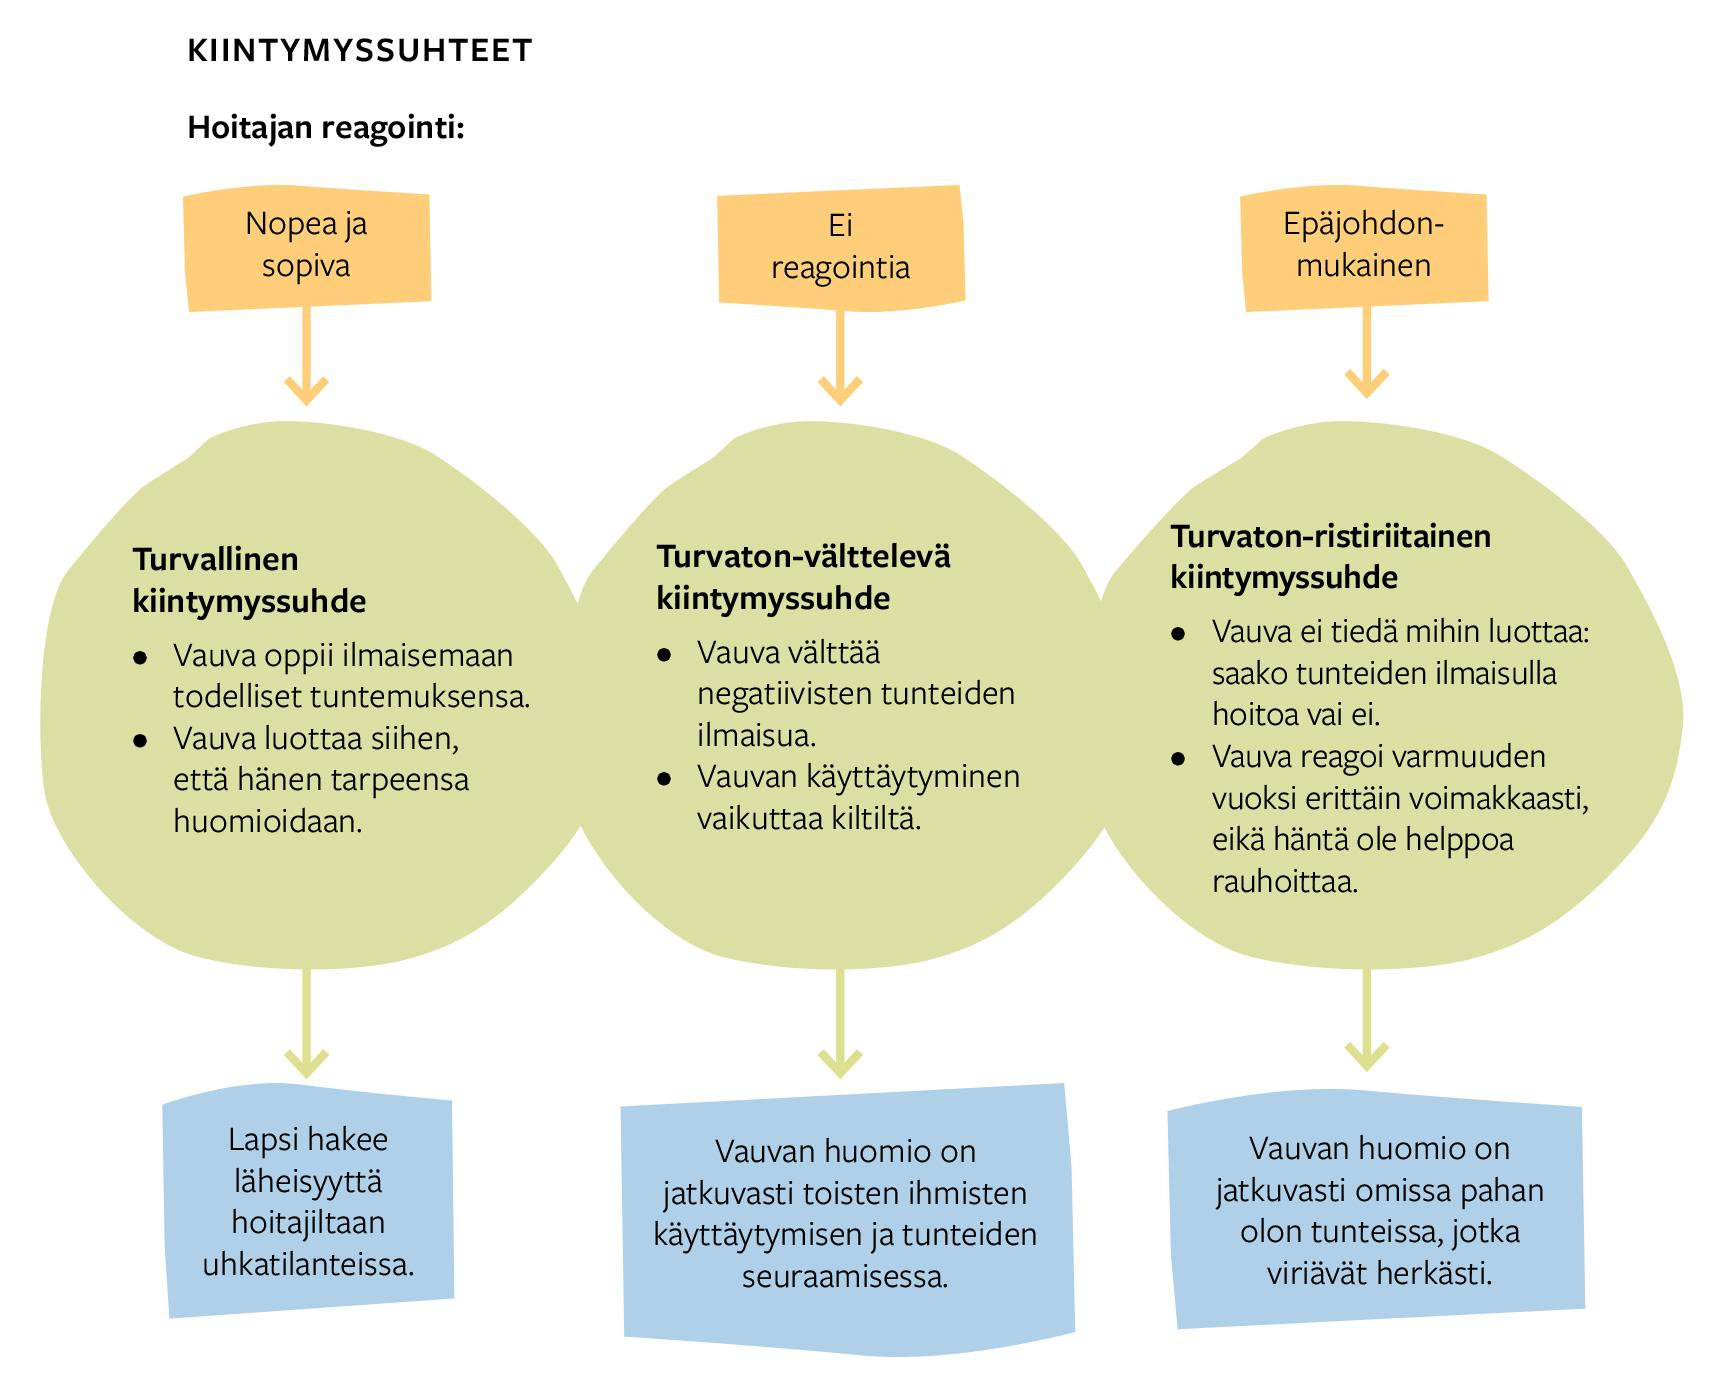 KIINTYMYSSUHTEET
Hoitajan reagointi:
Nopea ja
sopiva
Ei
reagointia
Epäjohdon-
mukainen
Turvallinen
kiintymyssuhde
• Vauva oppii ilmaisemaan
todelliset tuntemuksensa.
• Vauva luottaa siihen,
että hänen tarpeensa
huomioidaan.
Turvaton-välttelevä
kiintymyssuhde
• Vauva välttää
negatiivisten tunteiden
ilmaisua.
• Vauvan käyttäytyminen
vaikuttaa kiltiltä.
Turvaton-ristiriitainen
kiintymyssuhde
• Vauva ei tiedä mihin luottaa:
saako tunteiden ilmaisulla
hoitoa vai ei.
• Vauva reagoi varmuuden
vuoksi erittäin voimakkaasti,
eikä häntä ole helppoa
rauhoittaa.
Lapsi hakee
läheisyyttä
hoitajiltaan
uhkatilanteissa.
Vauvan huomio on
jatkuvasti toisten ihmisten
käyttäytymisen ja tunteiden
seuraamisessa.
Vauvan huomio on
jatkuvasti omissa pahan
olon tunteissa, jotka
viriävät herkästi.